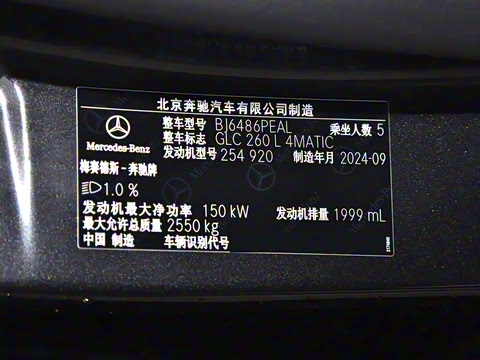 北京奔驰汽车有限公司制造
整车型号 BJ6486PEAL 乘坐人数 5
整车标志 GLC 260 L 4MATIC
发动机型号 254 920 制造年月 2024-09
Mercedes-Benz
梅赛德斯-奔驰牌
1.0 %
发动机最大净功率 150 kW 发动机排量 1999 mL
最大允许总质量 2550 kg
中国 制造 车辆识别代号